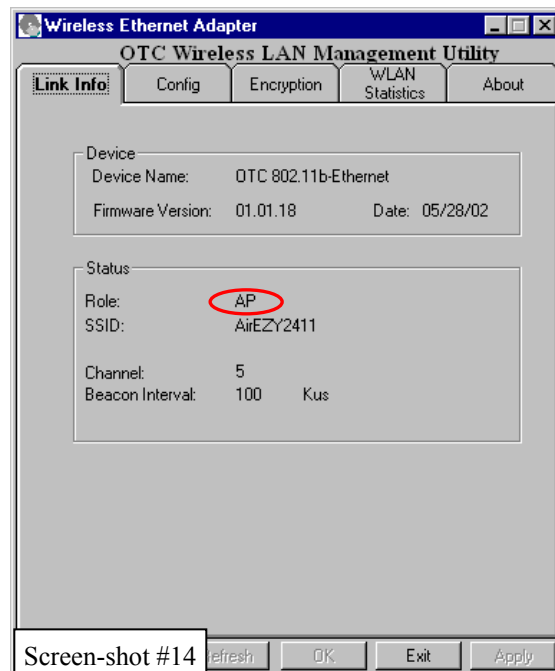 Wireless Ethernet Adapter
OTC Wireless LAN Management Utility
Link Info Config Encryption WLAN Statistics About
Device
Device Name: OTC 802.11b-Ethernet
Firmware Version: 01.01.18 Date: 05/28/02
Status
Role: AP
SSID: AirEZY2411
Channel: 5
Beacon Interval: 100 Kus
Screen-shot #14 efresh OK Exit Apply